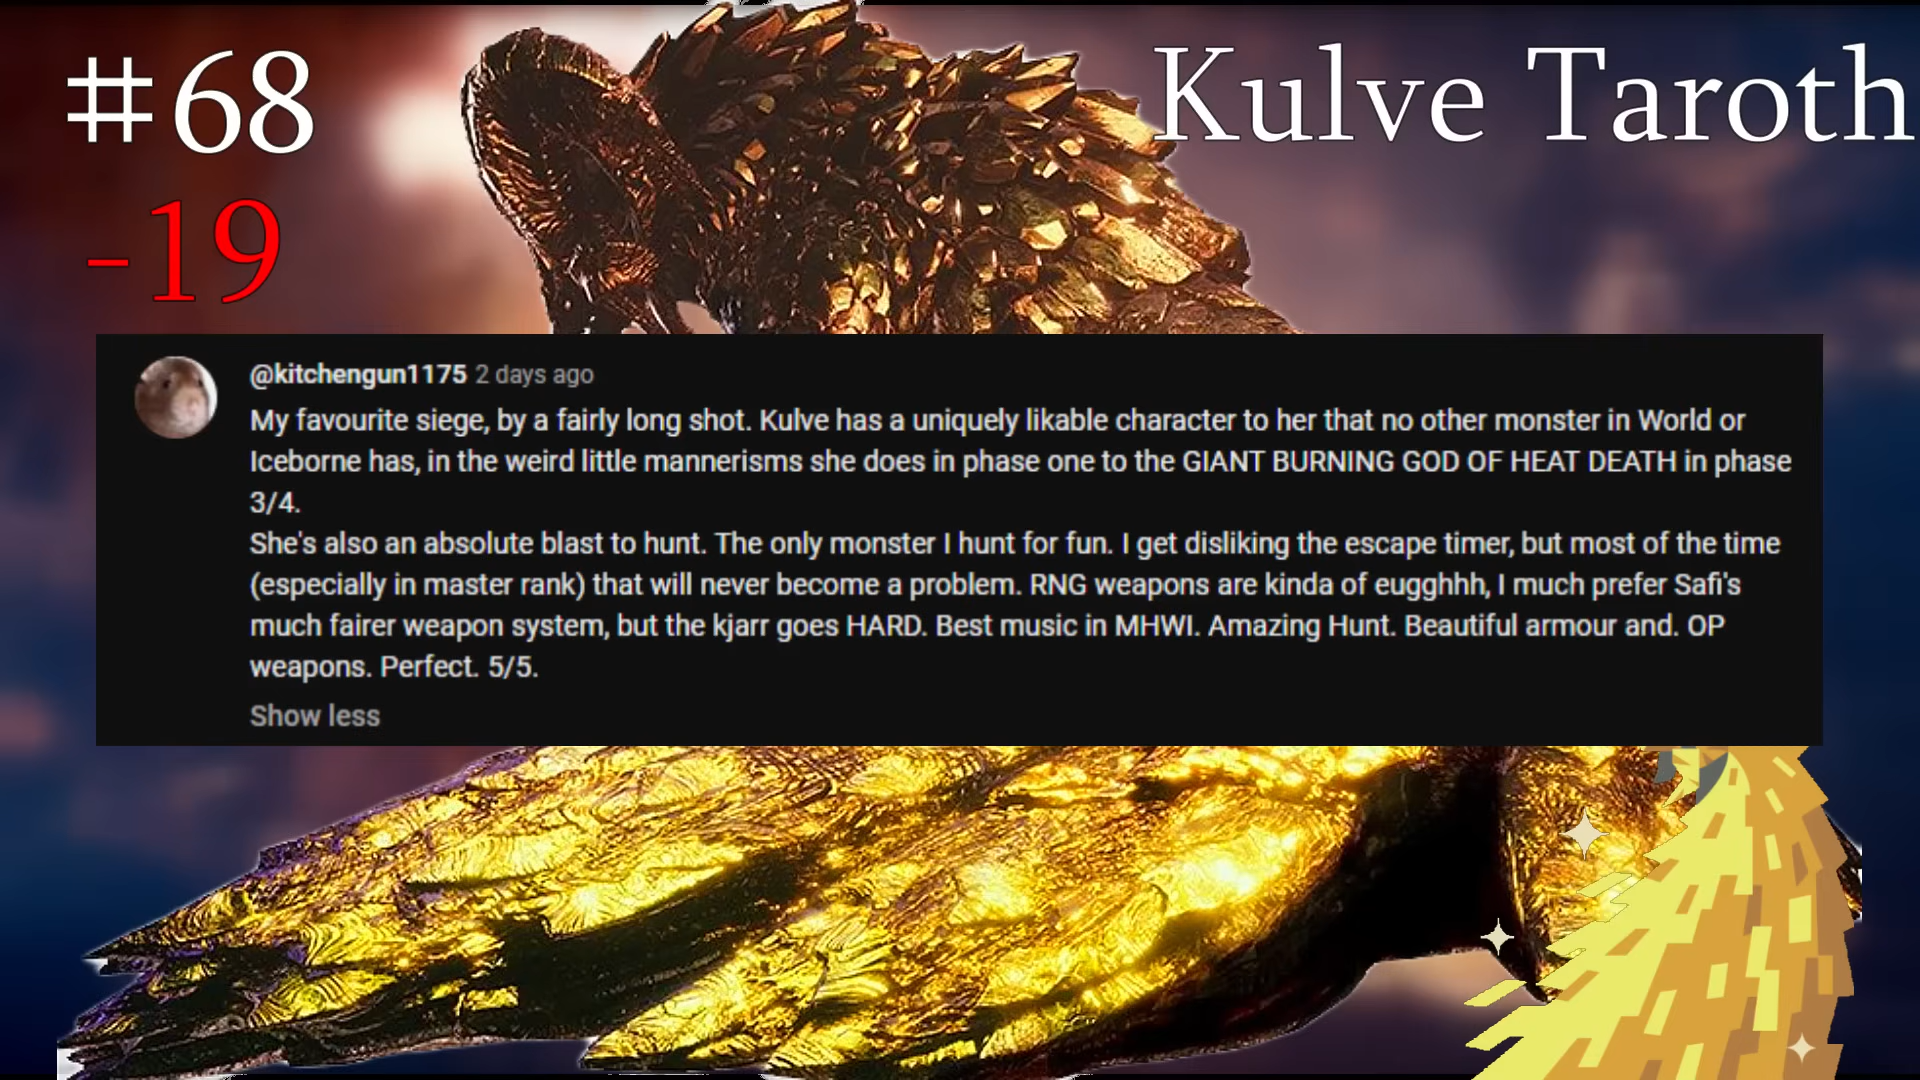 #68
Kulve Taroth
-19
@kitchengun1175 2 days ago
My favourite siege, by a fairly long shot. Kulve has a uniquely likable character to her that no other monster in World or
Iceborne has, in the weird little mannerisms she does in phase one to the GIANT BURNING GOD OF HEAT DEATH in phase
3/4.
She's also an absolute blast to hunt. The only monster I hunt for fun. I get disliking the escape timer, but most of the time
(especially in master rank) that will never become a problem. RNG weapons are kinda of eugghhh, I much prefer Safi's
much fairer weapon system, but the kjarr goes HARD. Best music in MHWI. Amazing Hunt. Beautiful armour and. OP
weapons. Perfect. 5/5.
Show less